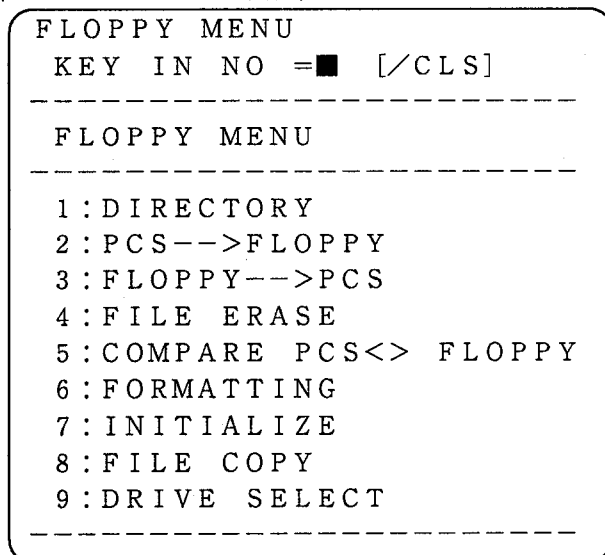 FLOPPY MENU
KEY IN NO =■ [/CLS]
------------------------
FLOPPY MENU
------------------------
1:DIRECTORY
2:PCS-->FLOPPY
3:FLOPPY-->PCS
4:FILE ERASE
5:COMPARE PCS<> FLOPPY
6:FORMATTING
7:INITIALIZE
8:FILE COPY
9:DRIVE SELECT
------------------------